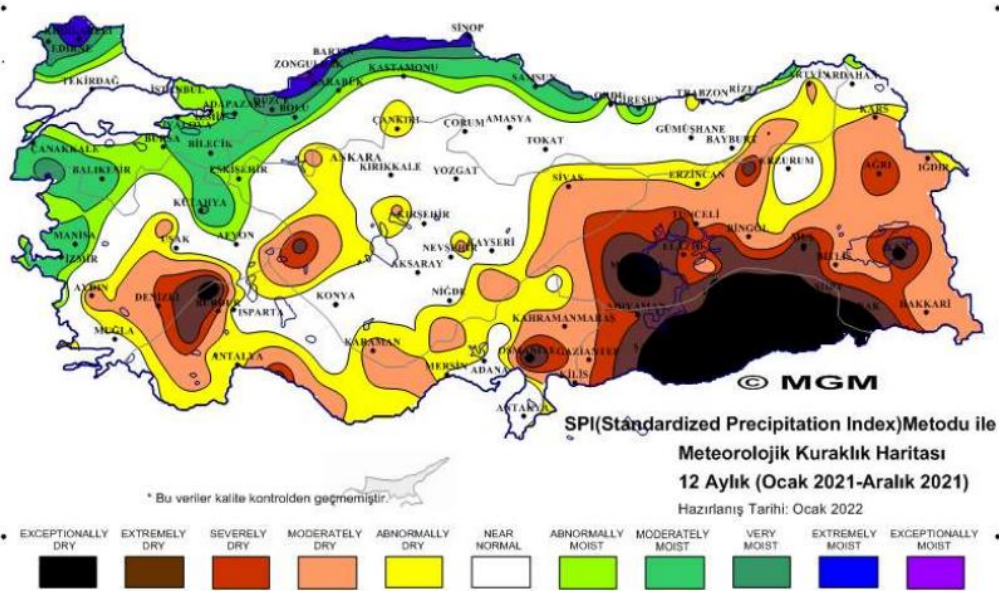 SİNOP
EDİRNE
BARTIN
ZONGULDAK
KARABÜK
KASTAMONU
TEKİRDAĞ
İSTANBUL
SAMSUN
ADAPAZARI
DÜZCE
BOLU
ORDU
GİRESUN
TRABZON
RİZE
ARTVİN
ARDAHAN
YALOVA
BURSA
BİLECİK
ÇANKIRI
ÇORUM
AMASYA
TOKAT
GÜMÜŞHANE
BAYBURT
KARS
ÇANAKKALE
BALIKESİR
ESKİŞEHİR
ANKARA
KIRIKKALE
YOZGAT
SİVAS
ERZİNCAN
ERZURUM
AĞRI
IĞDIR
KÜTAHYA
KIRŞEHİR
TUNCELİ
BİNGÖL
MUŞ
MANİSA
UŞAK
AFYON
NEVŞEHİR
KAYSERİ
ELAZIĞ
BİTLİS
VAN
İZMİR
AKSARAY
AYDIN
DENİZLİ
BURDUR
ISPARTA
KONYA
NİĞDE
KAHRAMANMARAŞ
ADIYAMAN
HAKKARİ
MUĞLA
ANTALYA
KARAMAN
MERSİN
ADANA
OSMANİYE
GAZİANTEP
KİLİS
ANTAKYA
© MGM
SPI(Standardized Precipitation Index)Metodu ile
Meteorolojik Kuraklık Haritası
12 Aylık (Ocak 2021-Aralık 2021)
Hazırlanış Tarihi: Ocak 2022
* Bu veriler kalite kontrolden geçmemiştir.
EXCEPTIONALLY DRY
EXTREMELY DRY
SEVERELY DRY
MODERATELY DRY
ABNORMALLY DRY
NEAR NORMAL
ABNORMALLY MOIST
MODERATELY MOIST
VERY MOIST
EXTREMELY MOIST
EXCEPTIONALLY MOIST